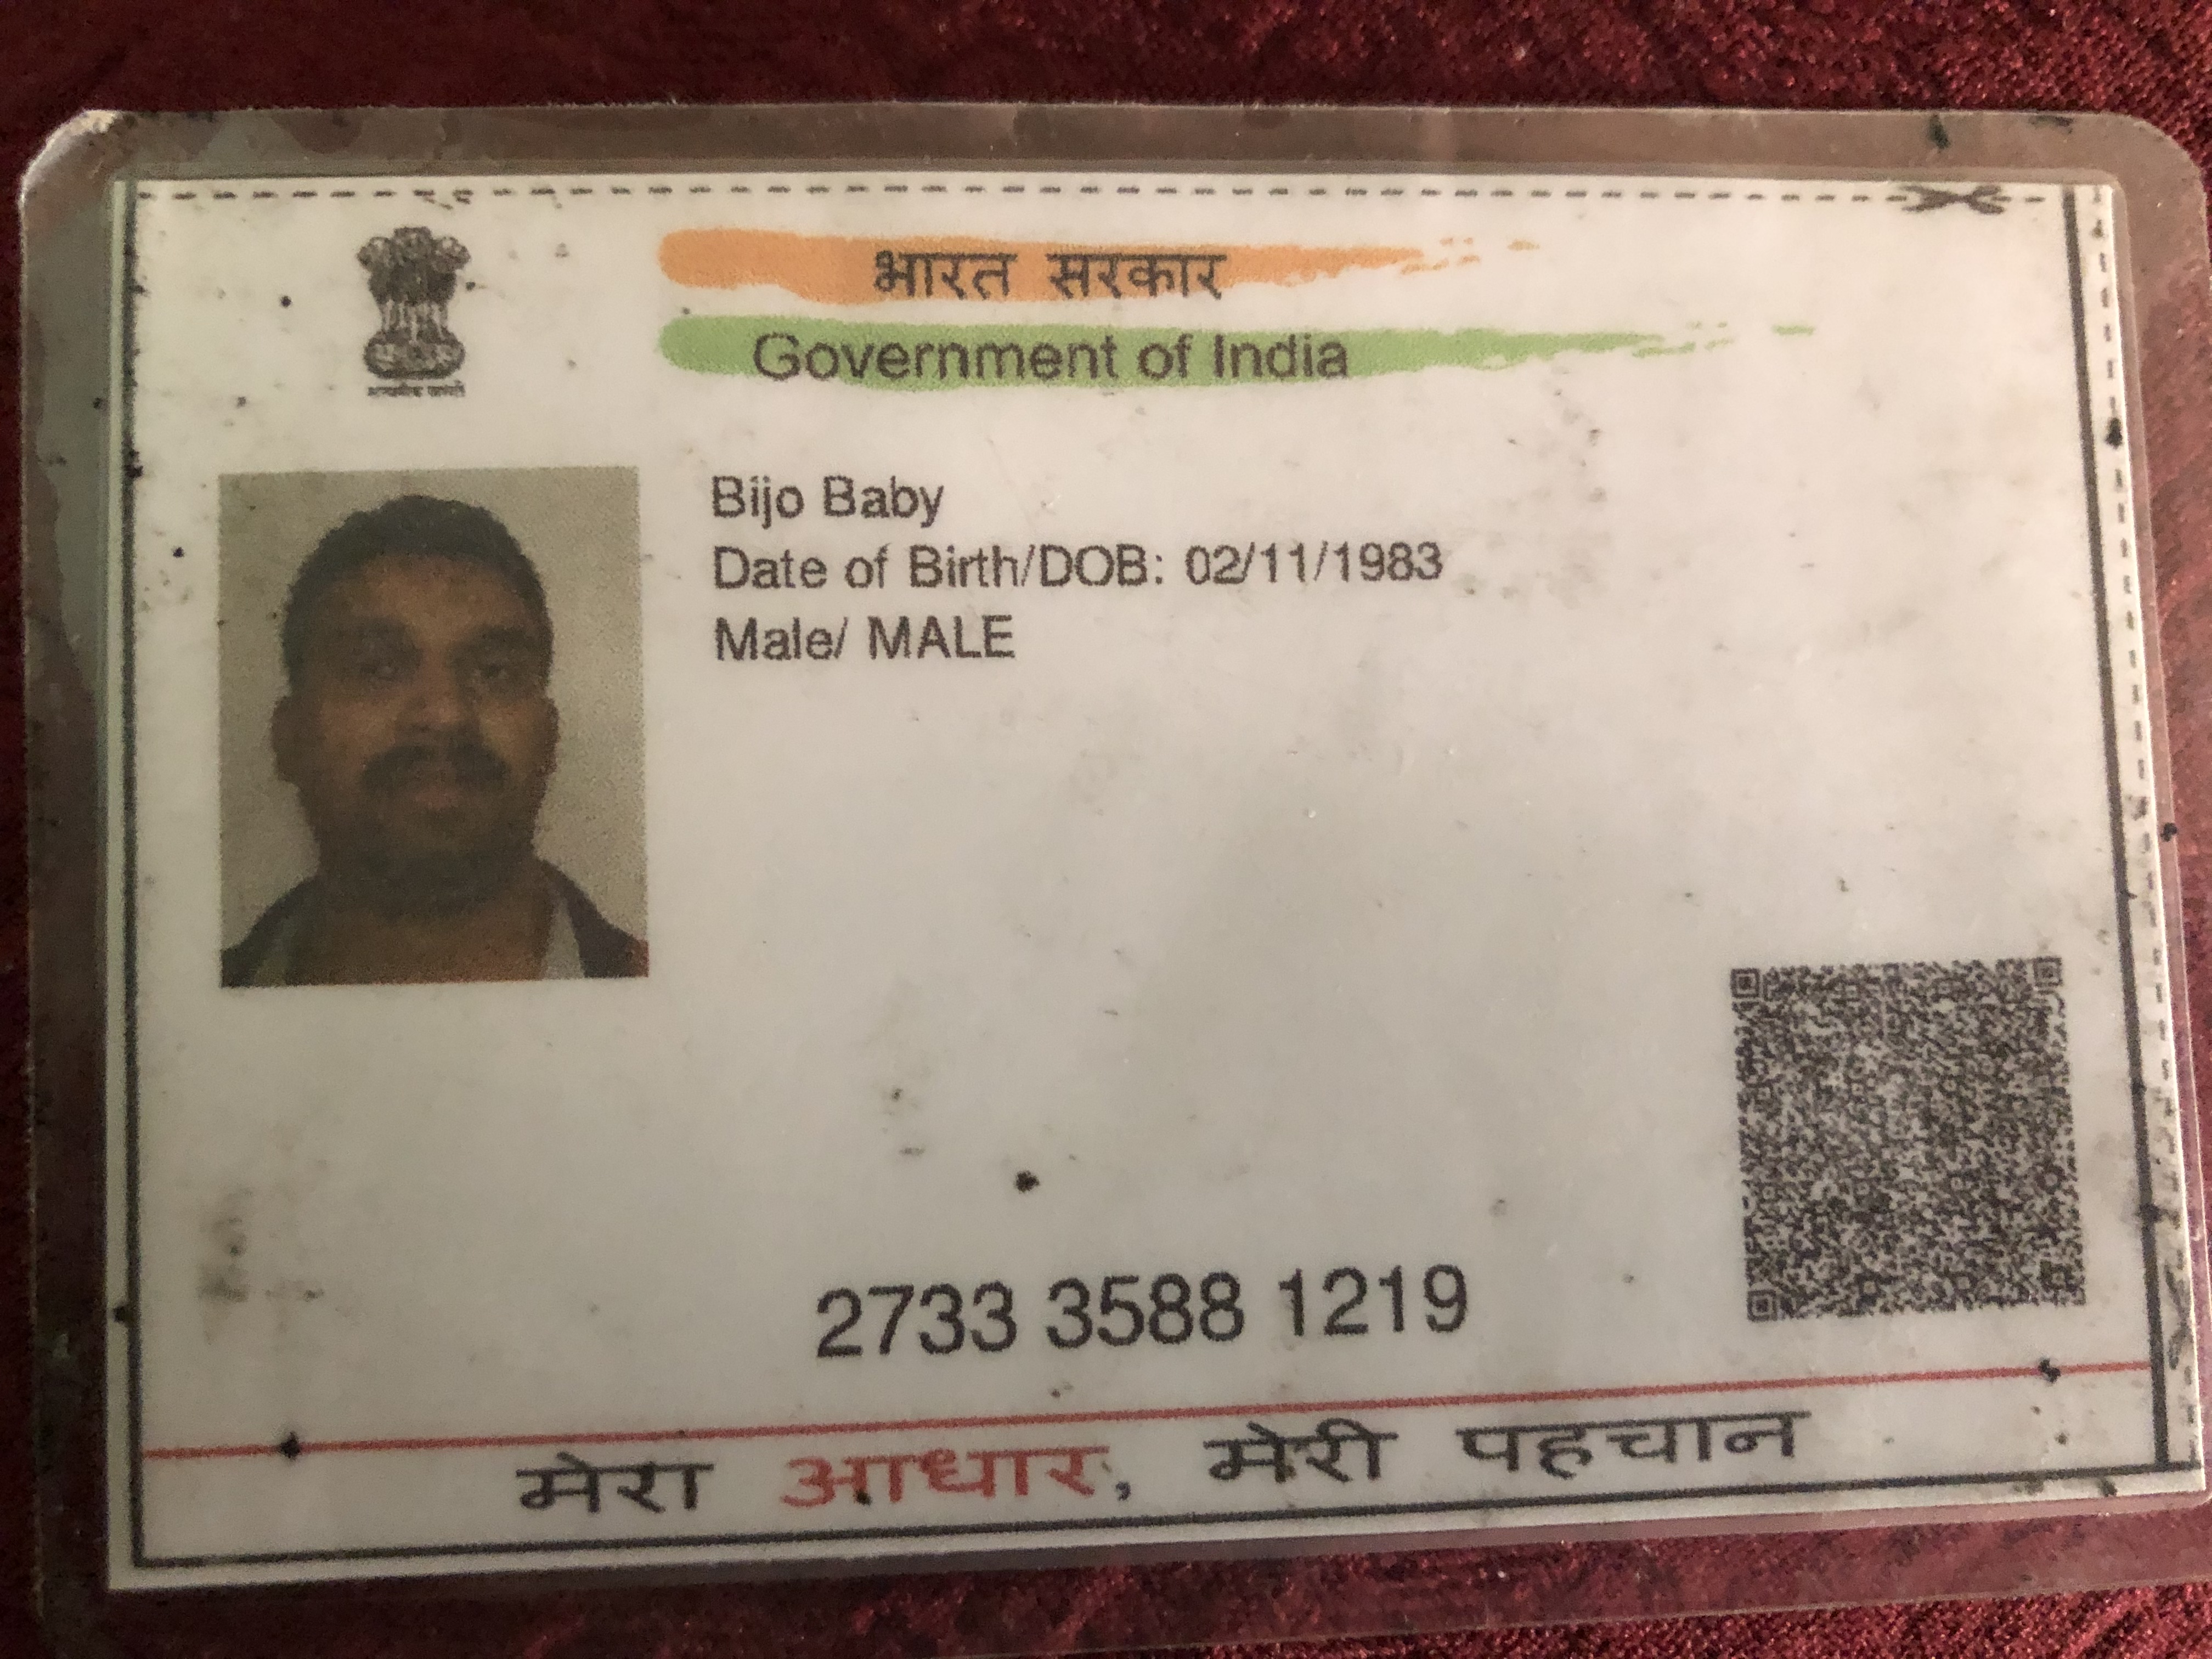 भारत सरकार
Government of India
Bijo Baby
Date of Birth/DOB: 02/11/1983
Male/ MALE
2733 3588 1219
मेरा आधार, मेरी पहचान